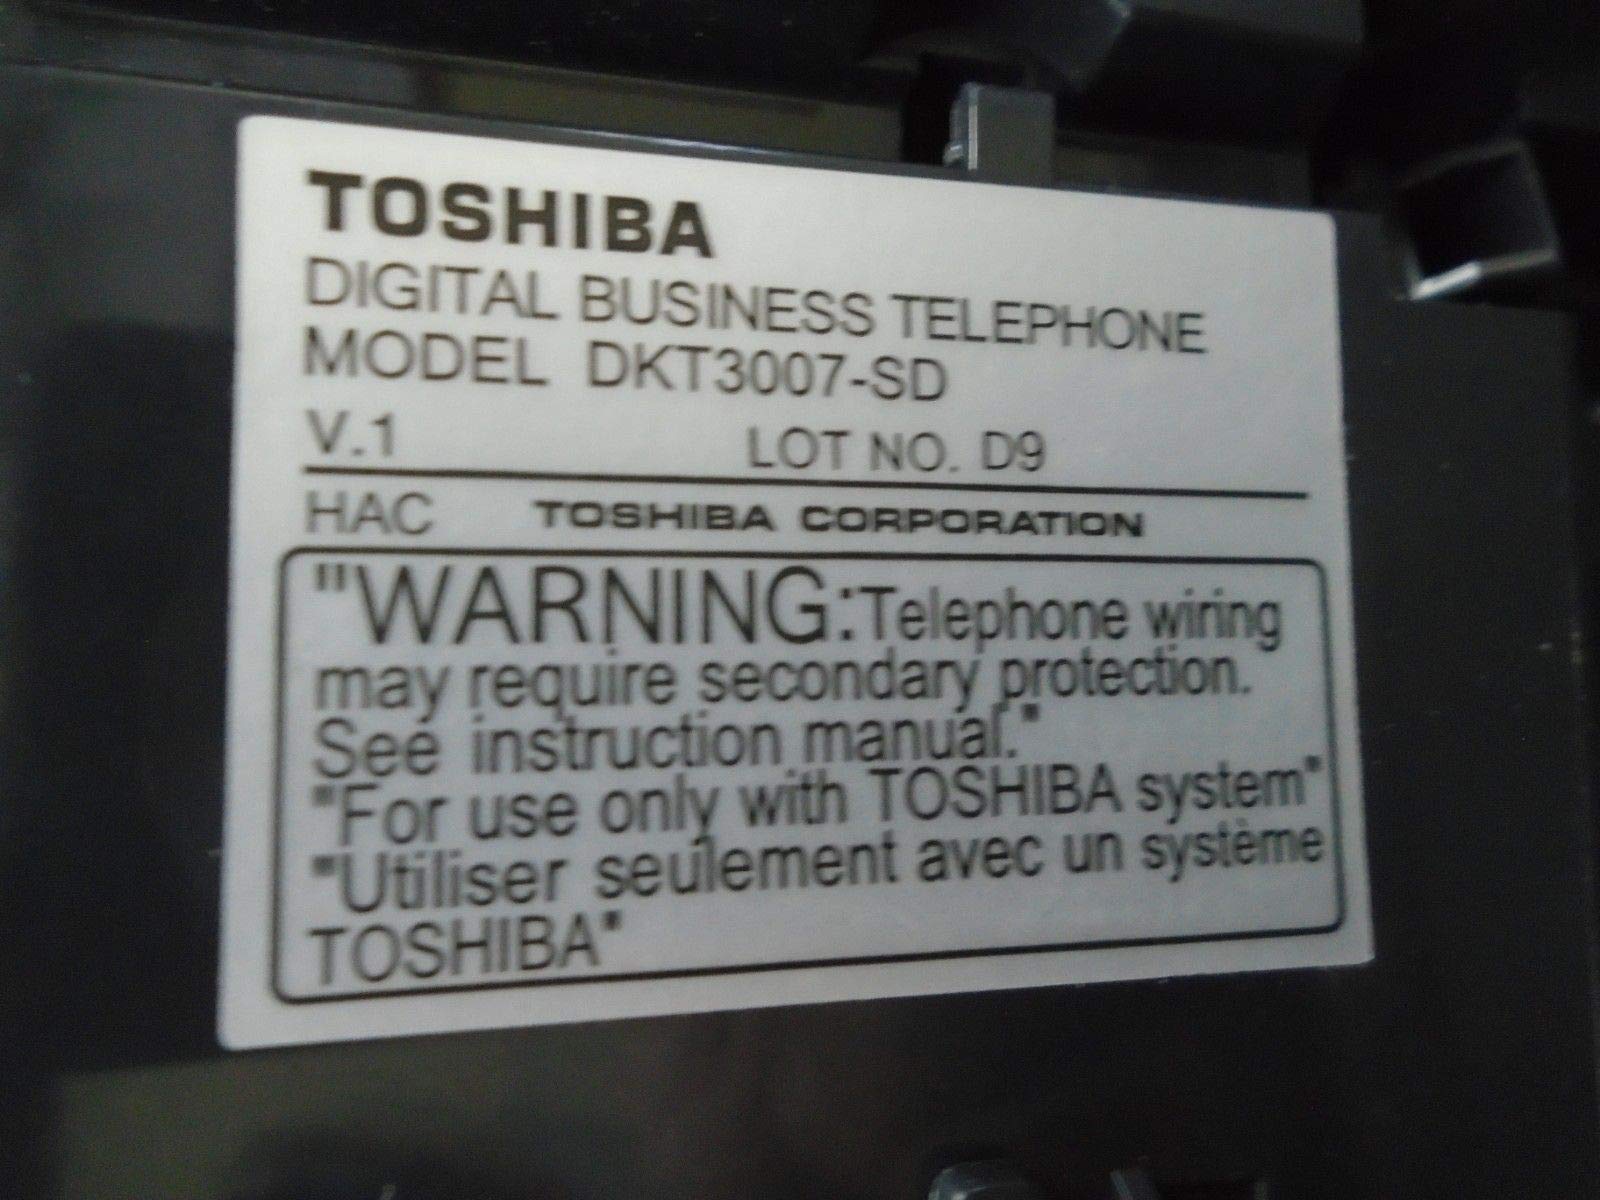 TOSHIBA
DIGITAL BUSINESS TELEPHONE
MODEL DKT3007-SD
V.1 LOT NO. D9
HAC TOSHIBA CORPORATION
"WARNING:Telephone wiring
may require secondary protection.
See instruction manual."
"For use only with TOSHIBA system"
"Utiliser seulement avec un système
TOSHIBA"